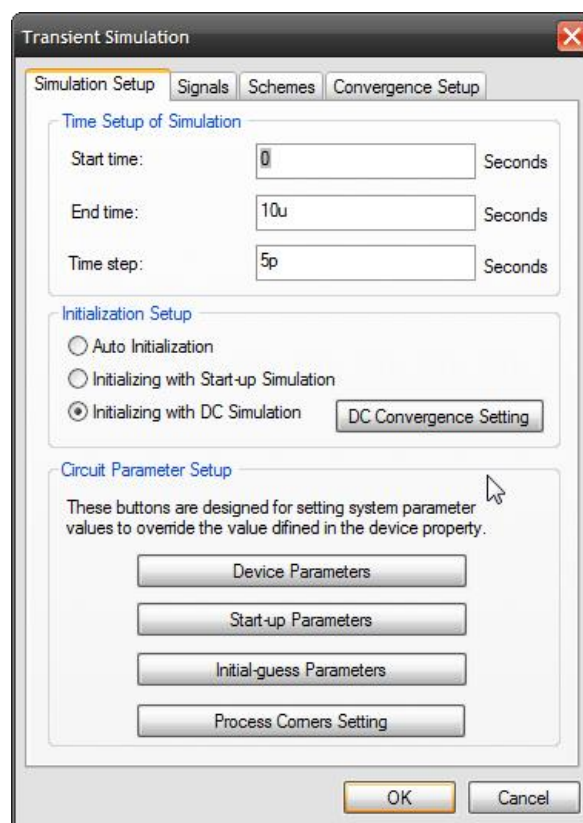 Transient Simulation
Simulation Setup
Signals
Schemes
Convergence Setup
Time Setup of Simulation
Start time:
0
Seconds
End time:
10u
Seconds
Time step:
5p
Seconds
Initialization Setup
Auto Initialization
Initializing with Start-up Simulation
Initializing with DC Simulation
DC Convergence Setting
Circuit Parameter Setup
These buttons are designed for setting system parameter
values to override the value difined in the device property.
Device Parameters
Start-up Parameters
Initial-guess Parameters
Process Corners Setting
OK
Cancel